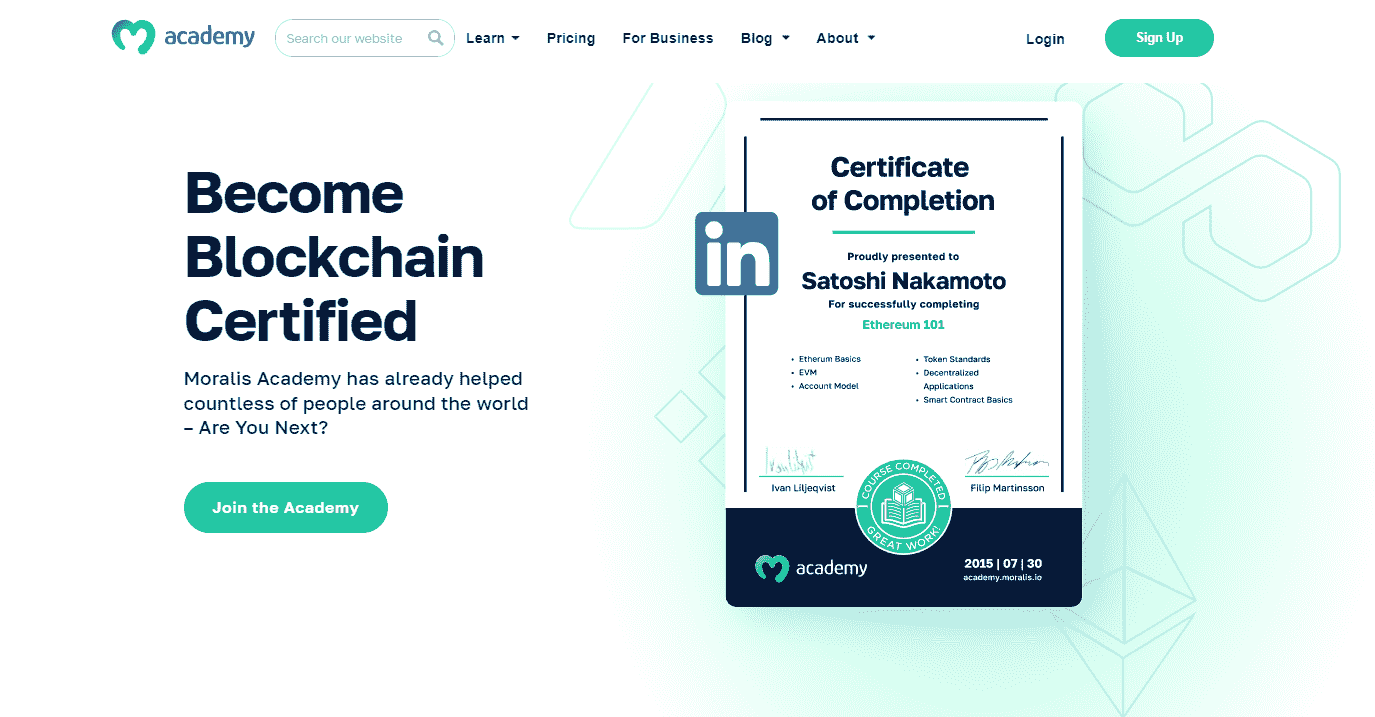 academy
Search our website
Learn
Pricing
For Business
Blog
About
Login
Sign Up
Become
Blockchain
Certified
Moralis Academy has already helped
countless of people around the world
– Are You Next?
Join the Academy
in
Certificate
of Completion
Proudly presented to
Satoshi Nakamoto
For successfully completing
Ethereum 101
• Etherum Basics
• EVM
• Account Model
• Token Standards
• Decentralized
Applications
• Smart Contract Basics
Ivan Liljeqvist
Filip Martinsson
COURSE COMPLETED
GREAT WORK!
academy
2015 | 07 | 30
academy.moralis.io